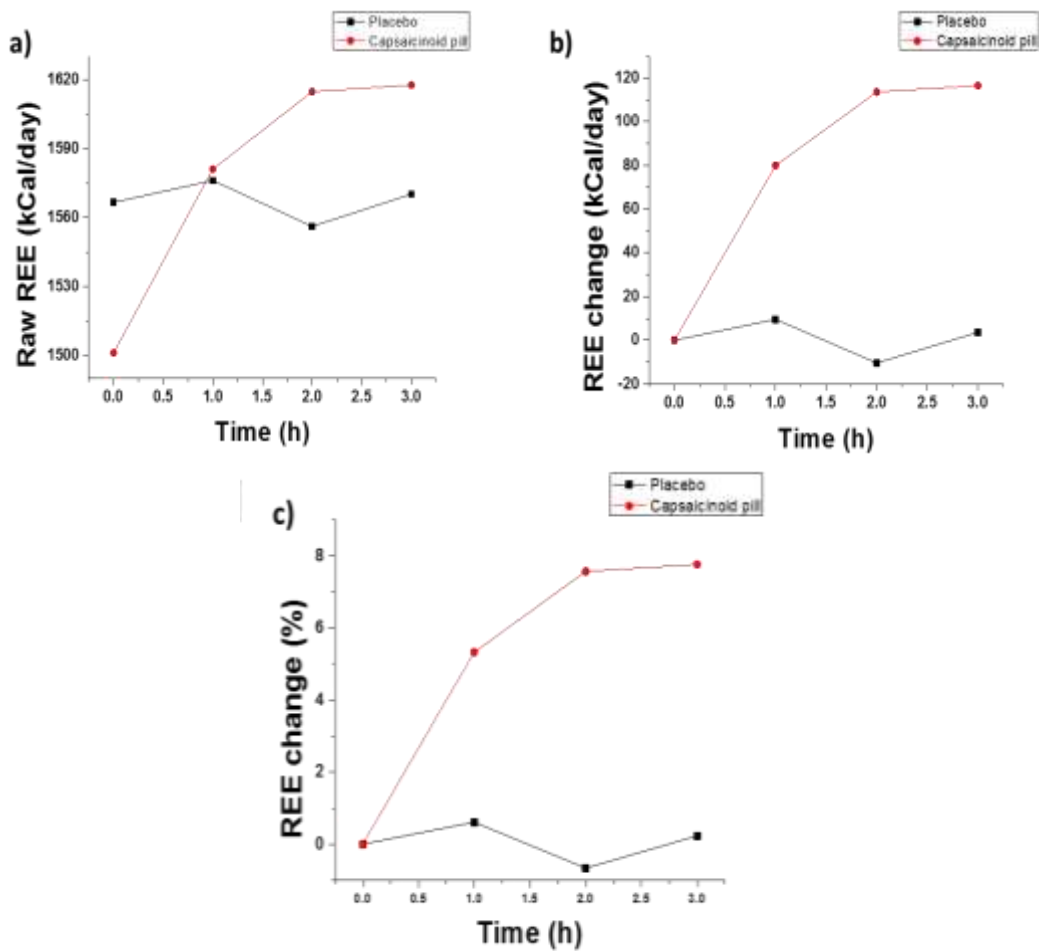 a)
Placebo
Capsaicinoid pill
Raw REE (kCal/day)
1620
1590
1560
1530
1500
0.0 0.5 1.0 1.5 2.0 2.5 3.0
Time (h)
b)
Placebo
Capsaicinoid pill
REE change (kCal/day)
120
100
80
60
40
20
0
-20
0.0 0.5 1.0 1.5 2.0 2.5 3.0
Time (h)
c)
Placebo
Capsaicinoid pill
REE change (%)
8
6
4
2
0
0.0 0.5 1.0 1.5 2.0 2.5 3.0
Time (h)